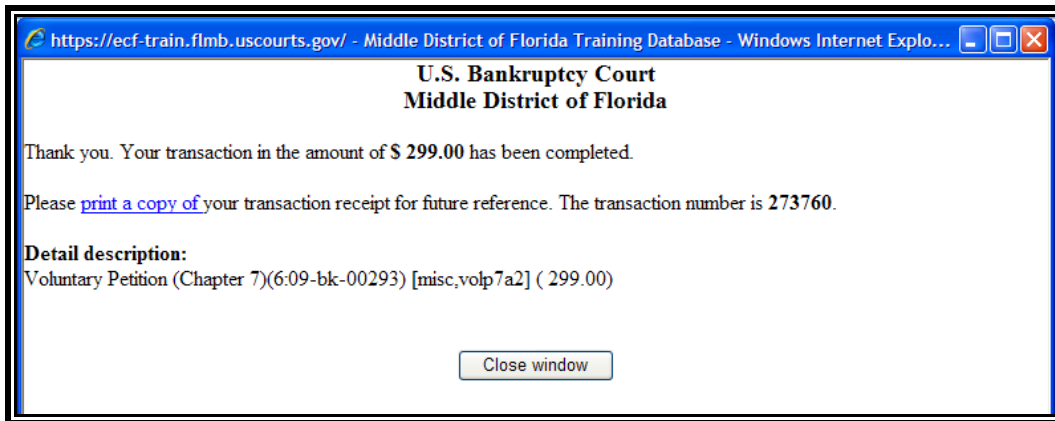 https://ecf-train.flmb.uscourts.gov/ - Middle District of Florida Training Database - Windows Internet Explo...
U.S. Bankruptcy Court
Middle District of Florida
Thank you. Your transaction in the amount of $ 299.00 has been completed.
Please print a copy of your transaction receipt for future reference. The transaction number is 273760.
Detail description:
Voluntary Petition (Chapter 7)(6:09-bk-00293) [misc,volp7a2] ( 299.00)
Close window